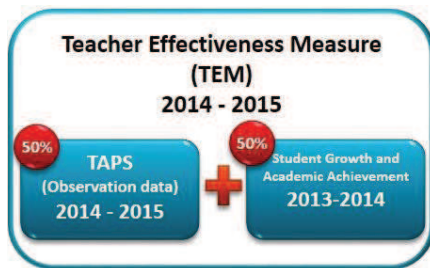 Teacher Effectiveness Measure
(TEM)
2014 - 2015
50%
TAPS
(Observation data)
2014 - 2015
50%
Student Growth and
Academic Achievement
2013-2014